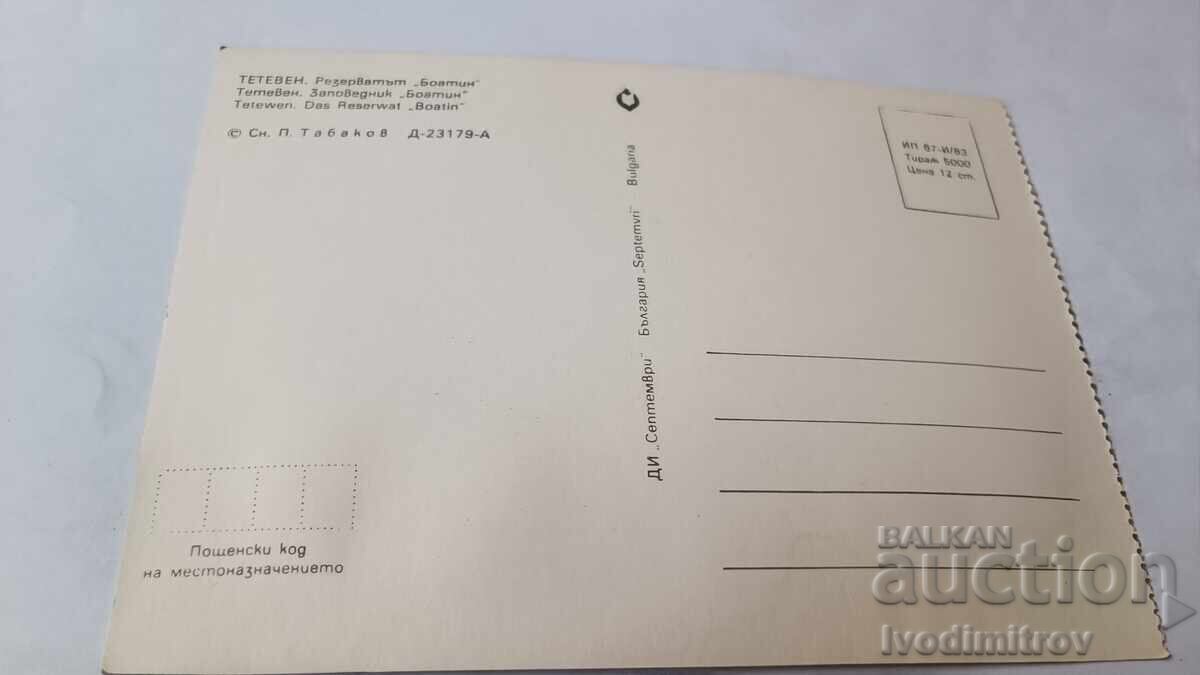 ТЕТЕВЕН. Резерватът „Боатин"
Тетевен. Заповедник „Боатин"
Tetewen. Das Reserwat „Boatin"
© Сн. П. Табаков Д-23179-А
ДИ „Септември" България „Septemvri" Bulgaria
ИП 87-И/83
Тираж 5000
Цена 12 ст.
Пощенски код
на местоназначението
BALKAN
auction
Ivodimitrov